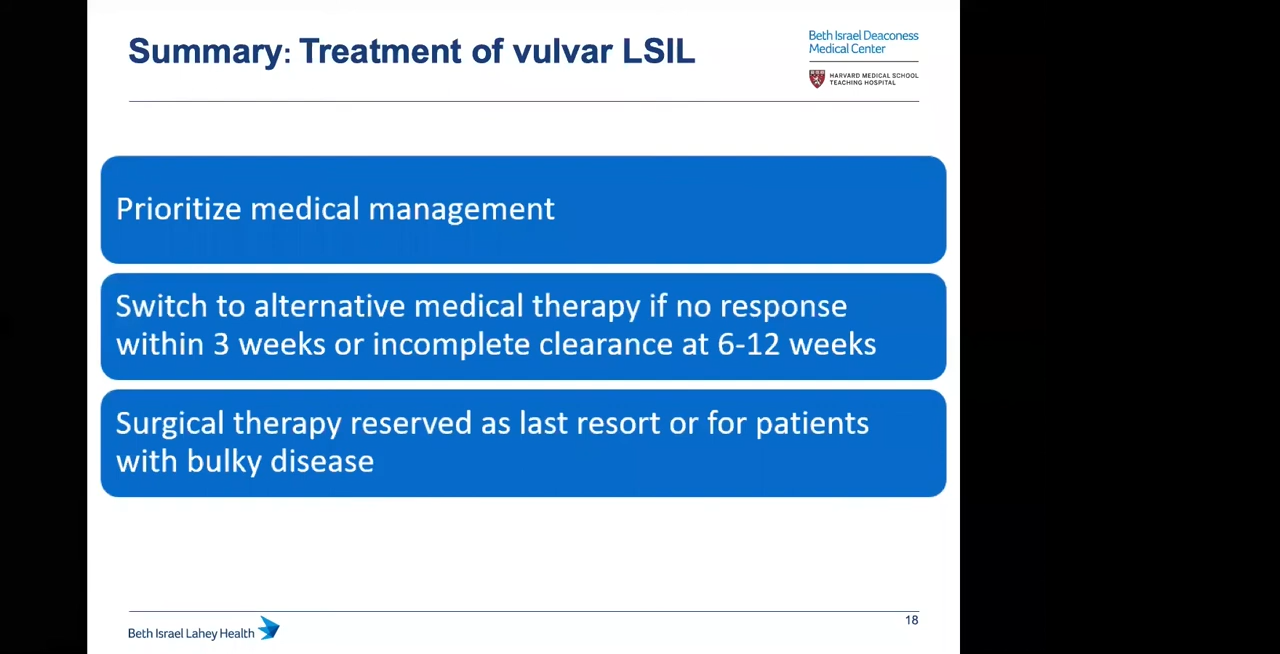 Summary: Treatment of vulvar LSIL
Beth Israel Deaconess
Medical Center
HARVARD MEDICAL SCHOOL
TEACHING HOSPITAL
Prioritize medical management
Switch to alternative medical therapy if no response
within 3 weeks or incomplete clearance at 6-12 weeks
Surgical therapy reserved as last resort or for patients
with bulky disease
Beth Israel Lahey Health
18